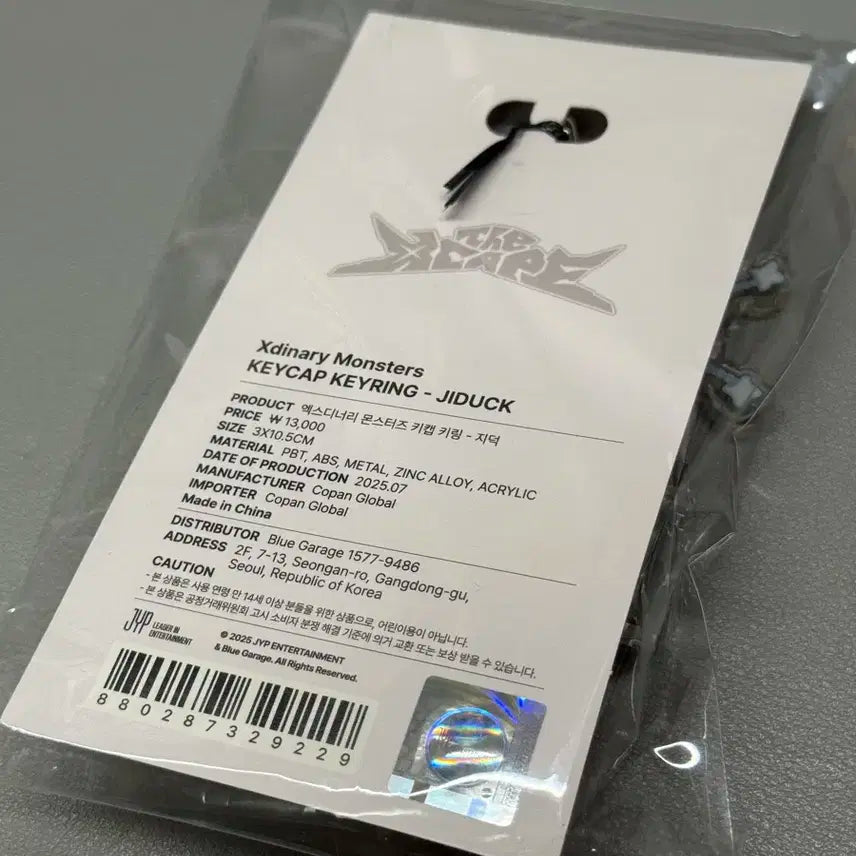 The
XCAPE
Xdinary Monsters
KEYCAP KEYRING - JIDUCK
PRODUCT 엑스디너리 몬스터즈 키캡 키링 - 지덕
PRICE ₩ 13,000
SIZE 3X10.5CM
MATERIAL PBT, ABS, METAL, ZINC ALLOY, ACRYLIC
DATE OF PRODUCTION 2025.07
MANUFACTURER Copan Global
IMPORTER Copan Global
Made in China
DISTRIBUTOR Blue Garage 1577-9486
ADDRESS 2F, 7-13, Seongan-ro, Gangdong-gu,
Seoul, Republic of Korea
CAUTION
- 본 상품은 사용 연령 만 14세 이상 분들을 위한 상품으로, 어린이용이 아닙니다.
- 본 상품은 공정거래위원회 고시 소비자 분쟁 해결 기준에 의거 교환 또는 보상 받을 수 있습니다.
JYP LEADER IN
ENTERTAINMENT
© 2025 JYP ENTERTAINMENT
& Blue Garage. All Rights Reserved.
880287329229